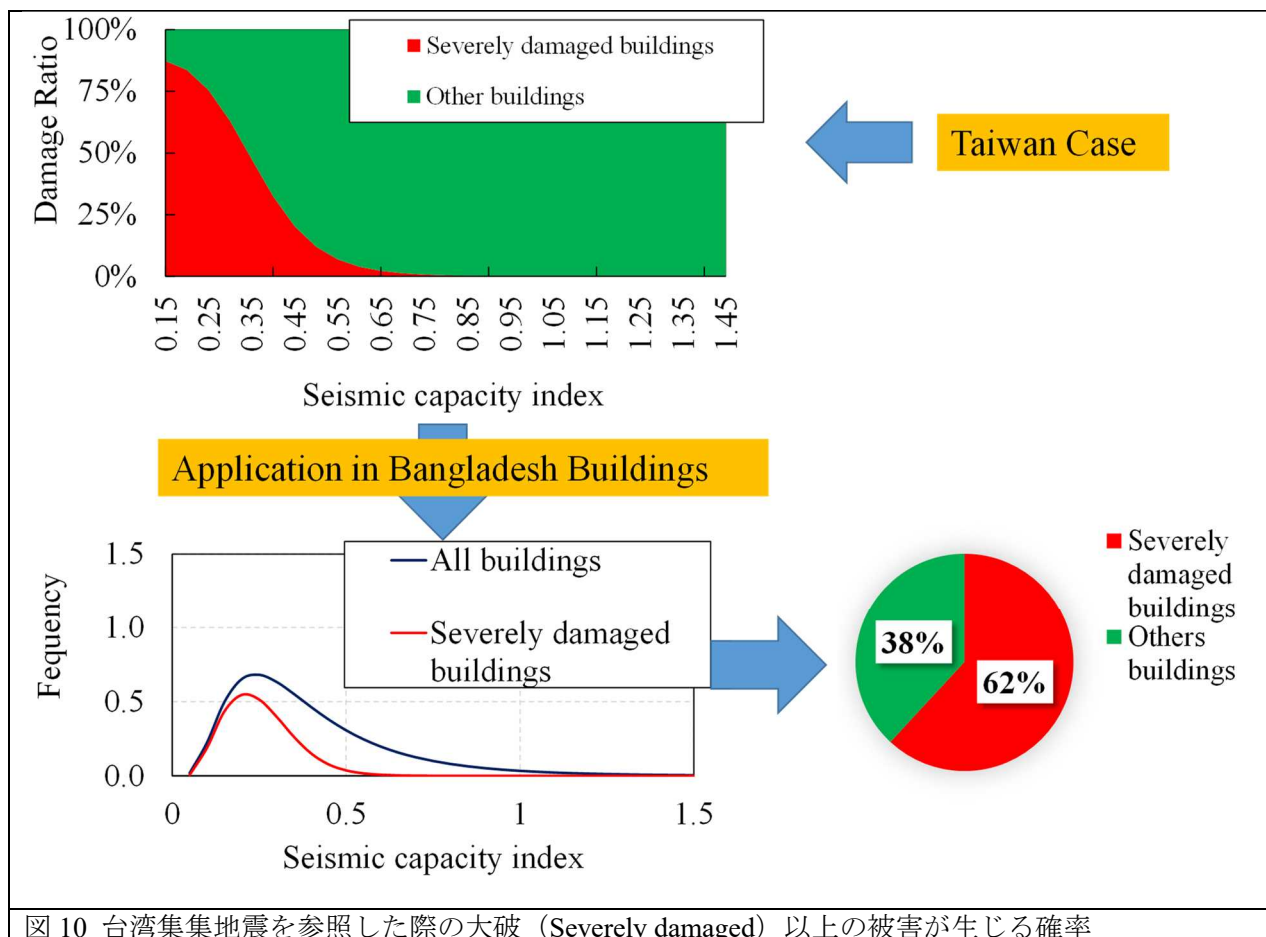 100%
75%
50%
25%
0%
Damage Ratio
Severely damaged buildings
Other buildings
Taiwan Case
0.15
0.25
0.35
0.45
0.55
0.65
0.75
0.85
0.95
1.05
1.15
1.25
1.35
1.45
Seismic capacity index
Application in Bangladesh Buildings
1.5
1.0
0.5
0.0
Fequency
All buildings
Severely damaged
buildings
0
0.5
1
1.5
Seismic capacity index
38%
62%
Severely
damaged
buildings
Others
buildings
図 10 台湾集集地震を参照した際の大破（Severely damaged）以上の被害が生じる確率